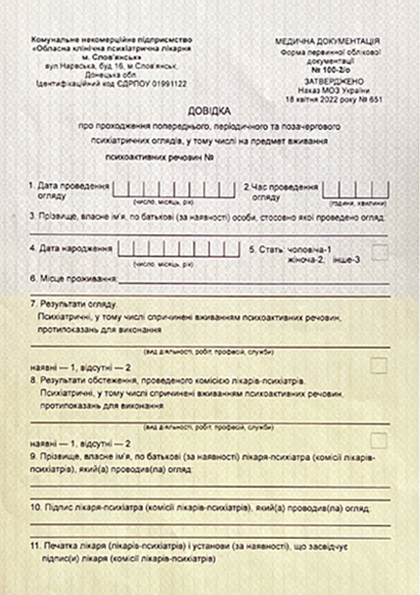 Комунальне некомерційне підприємство
«Обласна клінічна психіатрична лікарня
м. Слов'янськ»
вул Нарвська, буд 16, м.Слов'янськ,
Донецька обл
Ідентифікаційний код ЄДРПОУ 01991122
МЕДИЧНА ДОКУМЕНТАЦІЯ
Форма первинної облікової
документації
№ 100-2/о
ЗАТВЕРДЖЕНО
Наказ МОЗ України
18 квітня 2022 року № 651
ДОВІДКА
про проходження попереднього, періодичного та позачергового
психіатричних оглядів, у тому числі на предмет вживання
психоактивних речовин №
1. Дата проведення
огляду
(число, місяць, рік)
2.Час проведення
огляду
(години, хвилини)
3. Прізвище, власне ім'я, по батькові (за наявності) особи, стосовно якої проведено огляд:
4. Дата народження
(число, місяць, рік)
5. Стать: чоловіча-1
жіноча-2, інше-3
6. Місце проживання:
7. Результати огляду.
Психіатричні, у тому числі спричинені вживанням психоактивних речовин,
протипоказань для виконання
(вид діяльності, робіт, професій, служби)
наявні — 1, відсутні — 2
8. Результати обстеження, проведеного комісією лікарів-психіатрів.
Психіатричні, у тому числі спричинені вживанням психоактивних речовин,
протипоказань для виконання
(вид діяльності, робіт, професій, служби)
наявні — 1, відсутні — 2
9. Прізвище, власне ім'я, по батькові (за наявності) лікаря-психіатра (комісії лікарів-
психіатрів), який(а) проводив(ла) огляд:
10. Підпис лікаря-психіатра (комісії лікарів-психіатрів), який(а) проводив(ла) огляд:
11. Печатка лікаря (лікарів-психіатрів) і установи (за наявності), що засвідчує
підпис(и) лікаря (комісії лікарів-психіатрів)